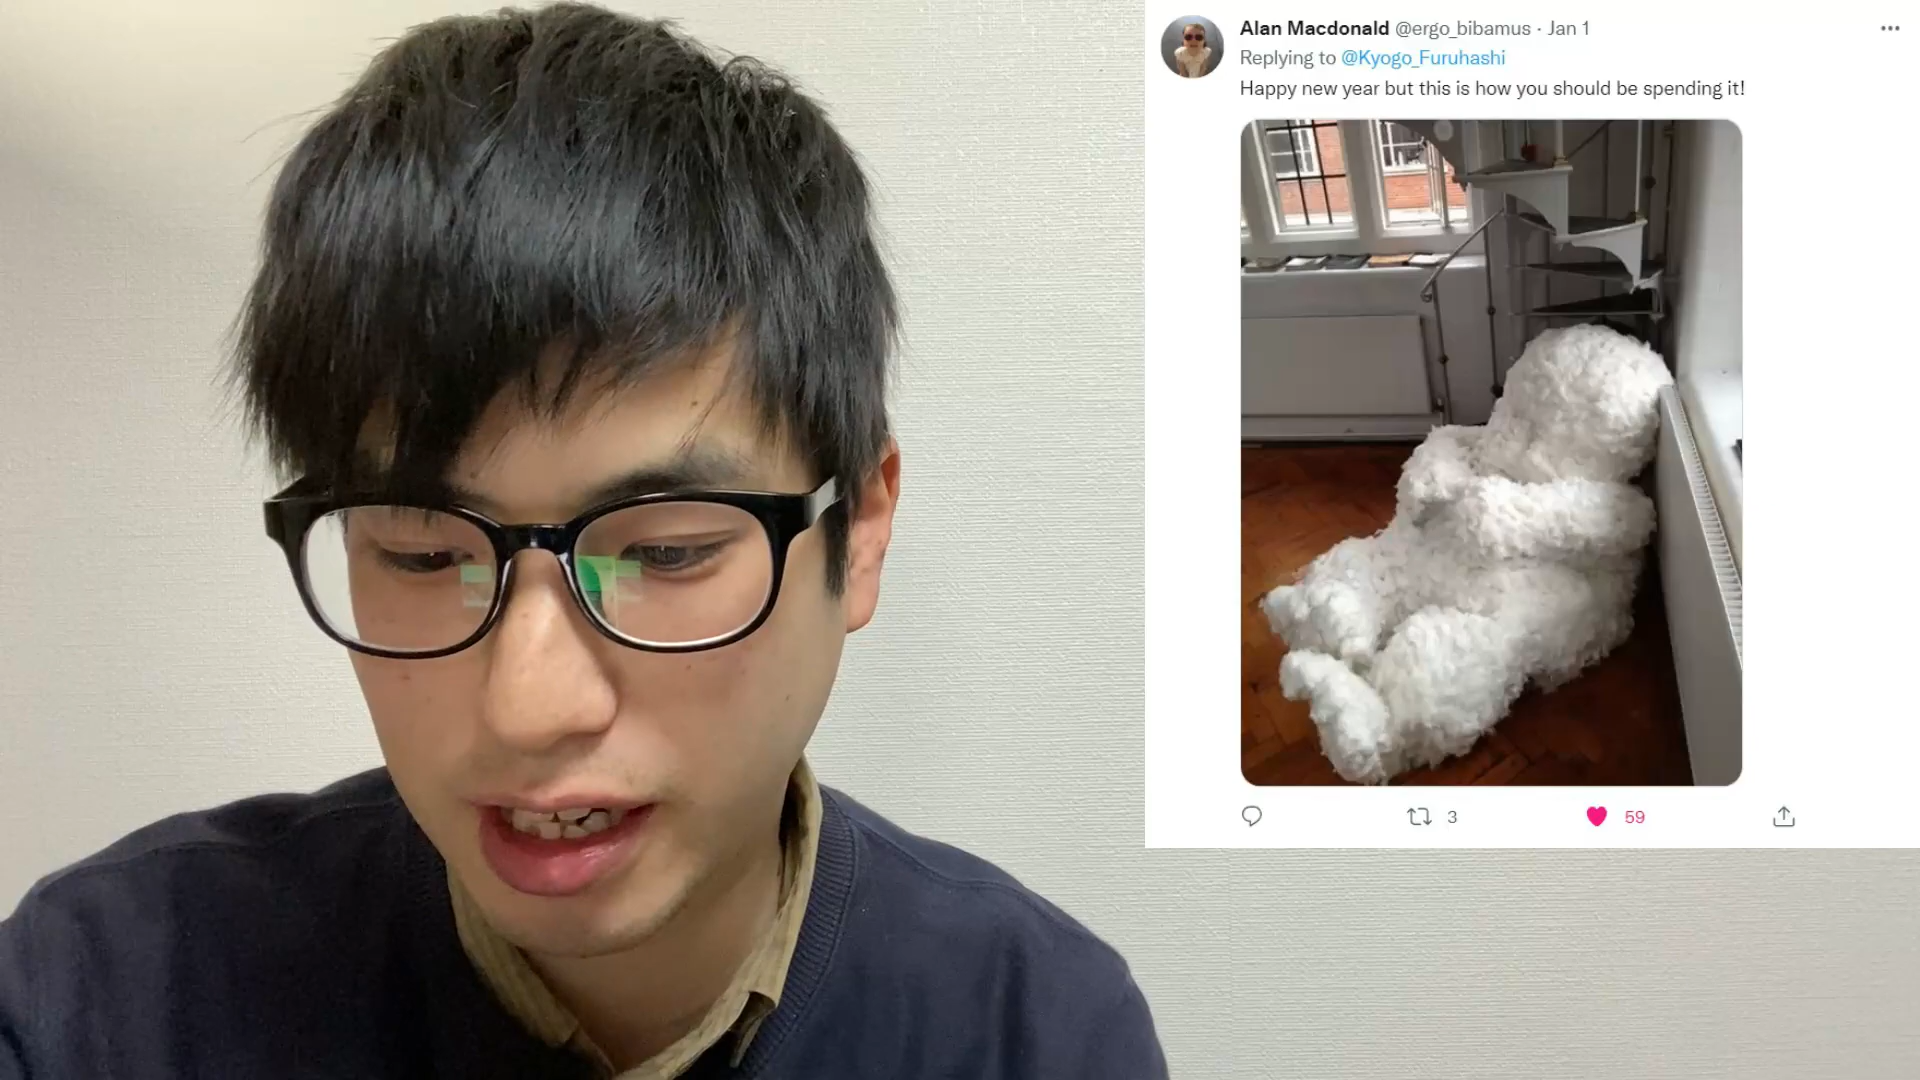 Alan Macdonald @ergo_bibamus · Jan 1
Replying to @Kyogo_Furuhashi
Happy new year but this is how you should be spending it!
3
59